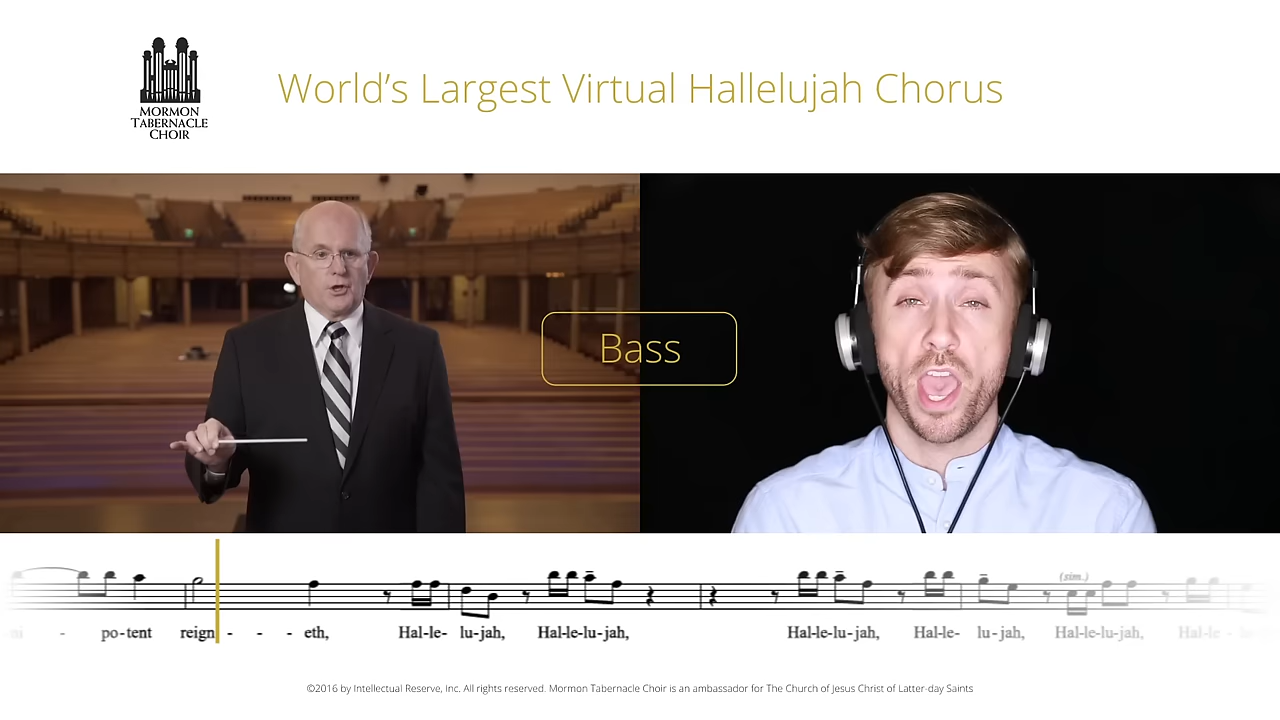 MORMON
TABERNACLE
CHOIR
World's Largest Virtual Hallelujah Chorus
Bass
(sim.)
ni - po-tent reign - - - eth, Hal-le- lu-jah, Hal-le-lu-jah, Hal-le-lu-jah, Hal-le- lu-jah, Hal-le-lu-jah, Hal-le-
©2016 by Intellectual Reserve, Inc. All rights reserved. Mormon Tabernacle Choir is an ambassador for The Church of Jesus Christ of Latter-day Saints